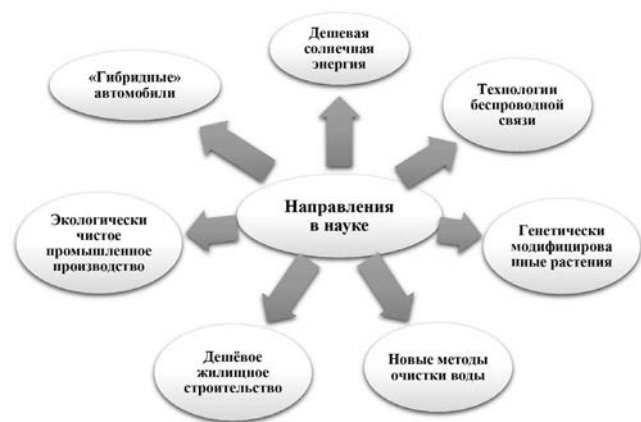 Дешевая
солнечная
энергия
«Гибридные»
автомобили
Технологии
беспроводной
связи
Направления
в науке
Экологически
чистое
промышленное
производство
Генетически
модифицирова
нные растения
Дешёвое
жилищное
строительство
Новые методы
очистки воды